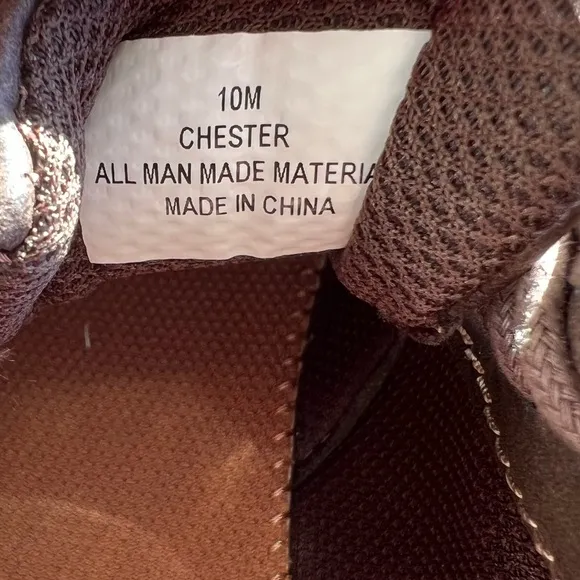 10M
CHESTER
ALL MAN MADE MATERIA
MADE IN CHINA